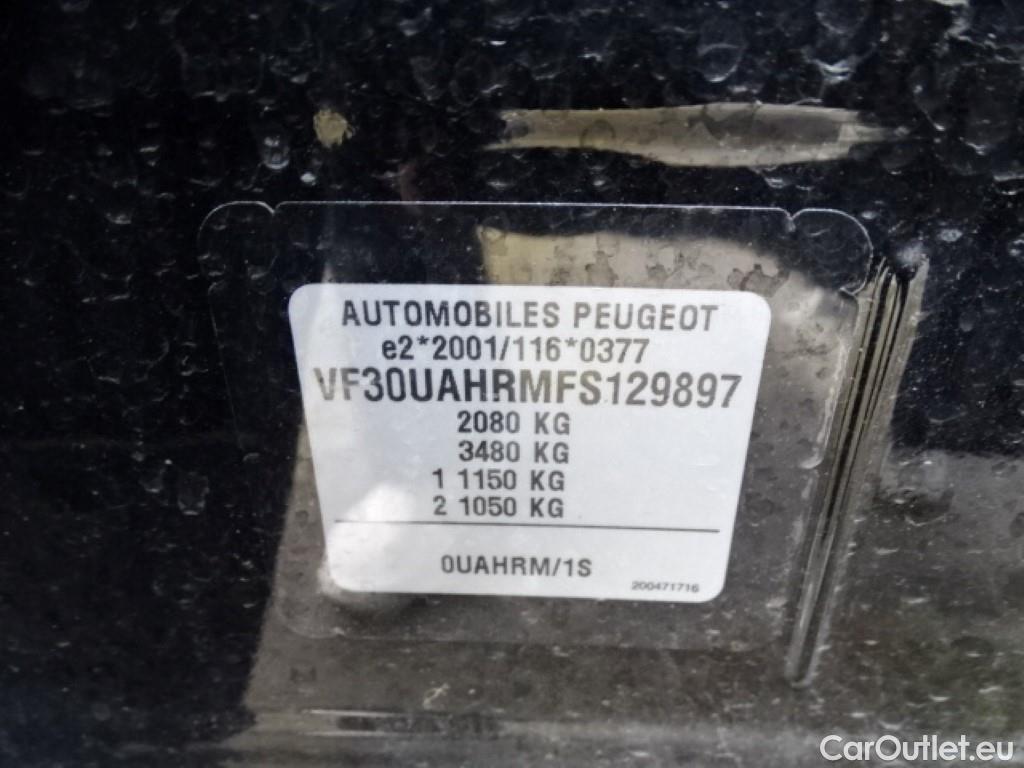 AUTOMOBILES PEUGEOT
e2*2001/116*0377
VF30UAHRMFS129897
2080 KG
3480 KG
1 1150 KG
2 1050 KG
0UAHRM/1S
200471716
CarOutlet.eu